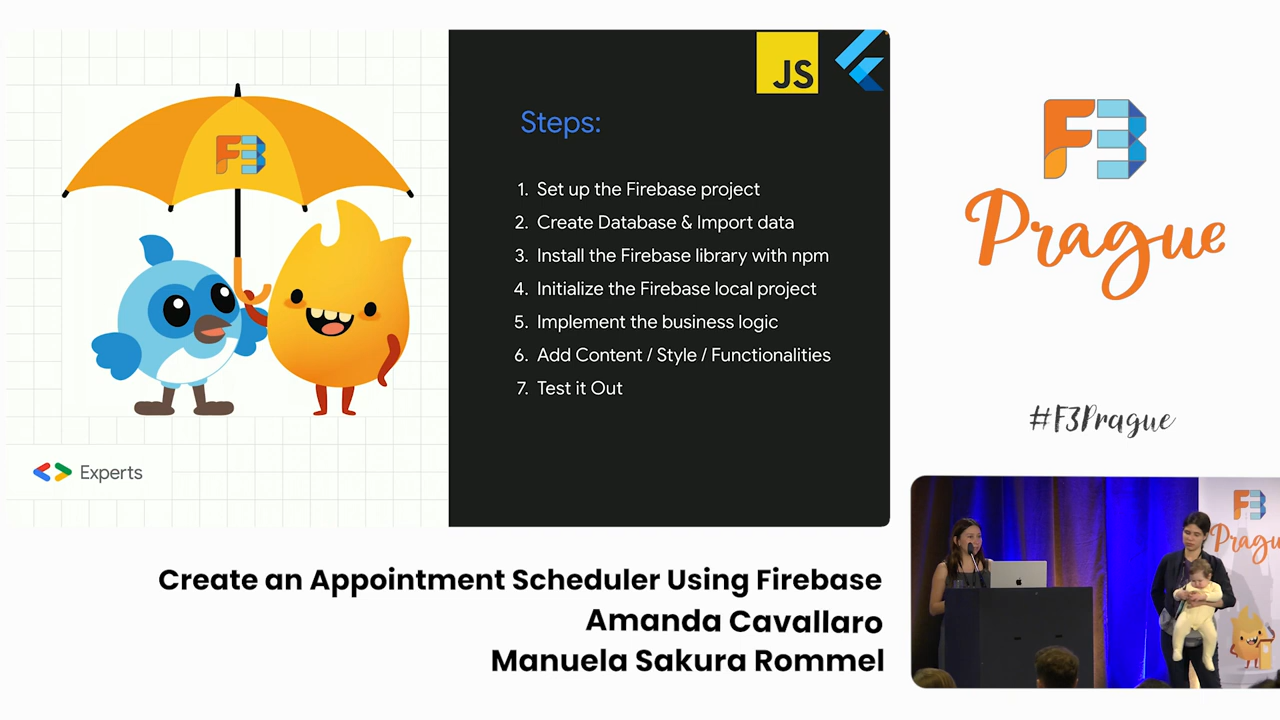 F3
JS
Steps:
1. Set up the Firebase project
2. Create Database & Import data
3. Install the Firebase library with npm
4. Initialize the Firebase local project
5. Implement the business logic
6. Add Content / Style / Functionalities
7. Test it Out
Experts
F3
Prague
#F3Prague
Create an Appointment Scheduler Using Firebase
Amanda Cavallaro
Manuela Sakura Rommel
F3
Pragu